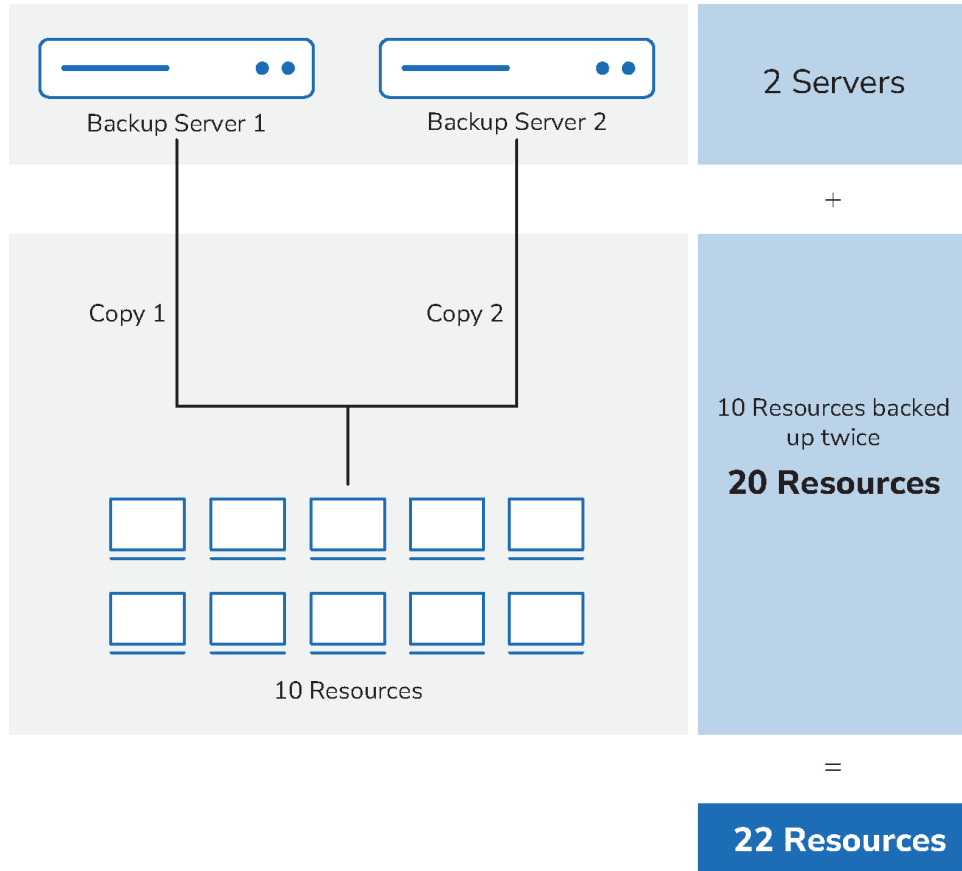 Backup Server 1
Backup Server 2
2 Servers
+
Copy 1
Copy 2
10 Resources backed
up twice
20 Resources
10 Resources
=
22 Resources